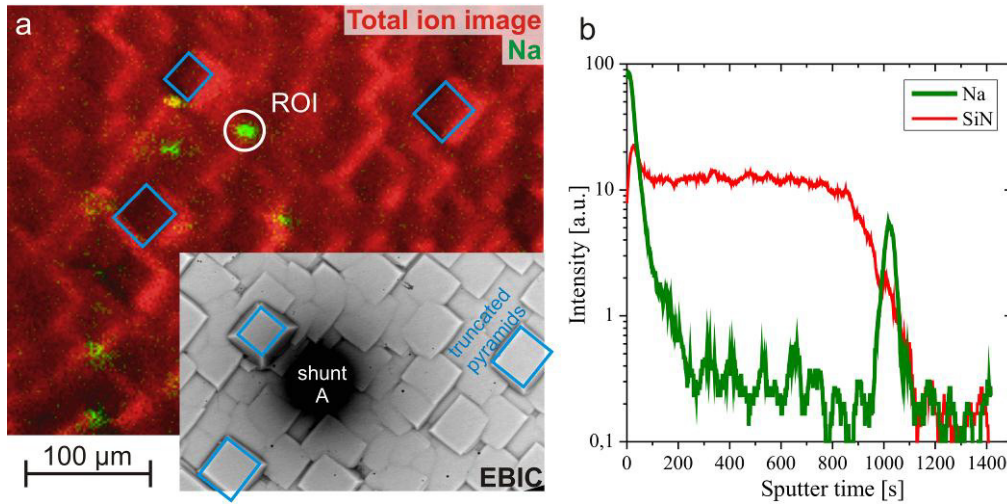 a
Total ion image
Na
ROI
truncated
pyramids
shunt
A
EBIC
100 µm
b
Na
SiN
Intensity [a.u.]
100
10
1
0,1
0 200 400 600 800 1000 1200 1400
Sputter time [s]